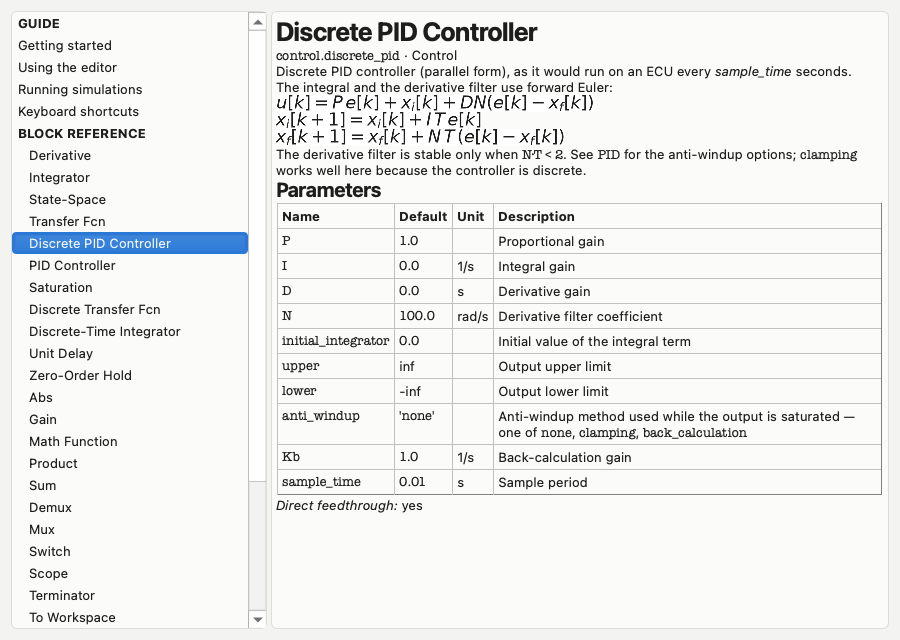 GUIDE
Getting started
Using the editor
Running simulations
Keyboard shortcuts
BLOCK REFERENCE
Derivative
Integrator
State-Space
Transfer Fcn
Discrete PID Controller
PID Controller
Saturation
Discrete Transfer Fcn
Discrete-Time Integrator
Unit Delay
Zero-Order Hold
Abs
Gain
Math Function
Product
Sum
Demux
Mux
Switch
Scope
Terminator
To Workspace
Discrete PID Controller
control.discrete_pid · Control
Discrete PID controller (parallel form), as it would run on an ECU every sample_time seconds.
The integral and the derivative filter use forward Euler:
u[k] = P e[k] + x_i[k] + DN(e[k] − x_f[k])
x_i[k + 1] = x_i[k] + I T e[k]
x_f[k + 1] = x_f[k] + N T (e[k] − x_f[k])
The derivative filter is stable only when N·T < 2. See PID for the anti-windup options; clamping
works well here because the controller is discrete.
Parameters
Name Default Unit Description
P 1.0 Proportional gain
I 0.0 1/s Integral gain
D 0.0 s Derivative gain
N 100.0 rad/s Derivative filter coefficient
initial_integrator 0.0 Initial value of the integral term
upper inf Output upper limit
lower -inf Output lower limit
anti_windup 'none' Anti-windup method used while the output is saturated —
one of none, clamping, back_calculation
Kb 1.0 1/s Back-calculation gain
sample_time 0.01 s Sample period
Direct feedthrough: yes